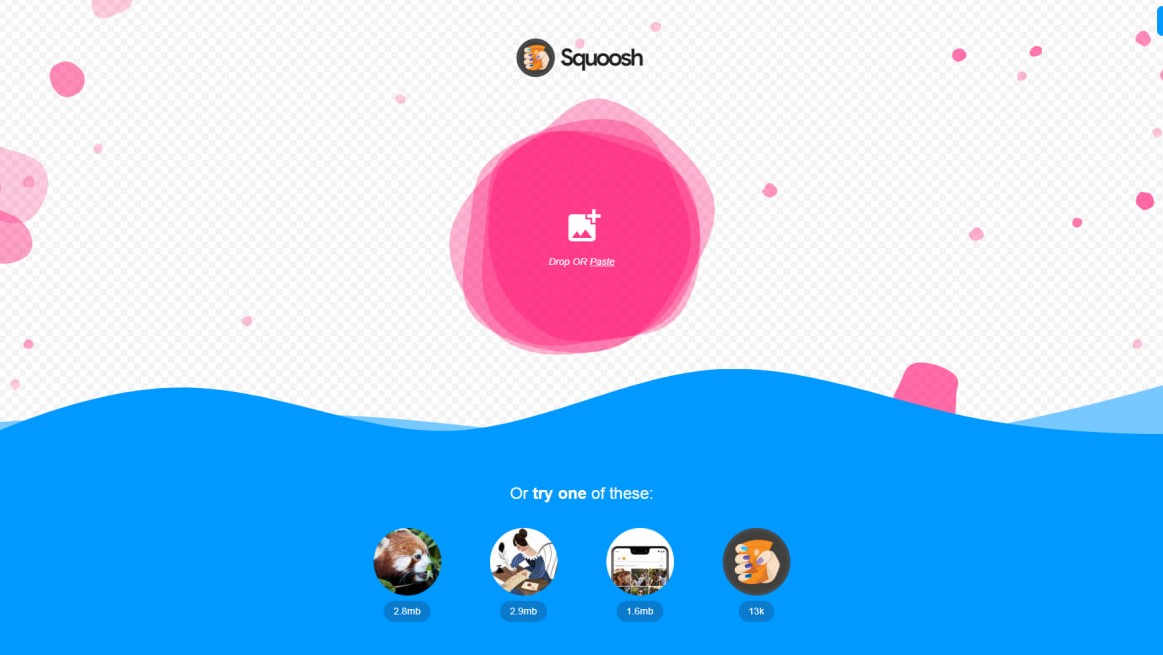 Squoosh
Drop OR Paste
Or try one of these:
2.8mb
2.9mb
1.6mb
13k